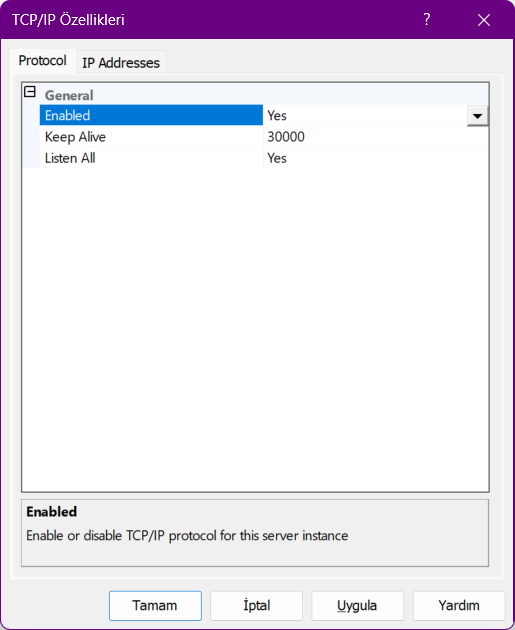 TCP/IP Özellikleri
?
Protocol
IP Addresses
General
Enabled Yes
Keep Alive 30000
Listen All Yes
Enabled
Enable or disable TCP/IP protocol for this server instance
Tamam İptal Uygula Yardım